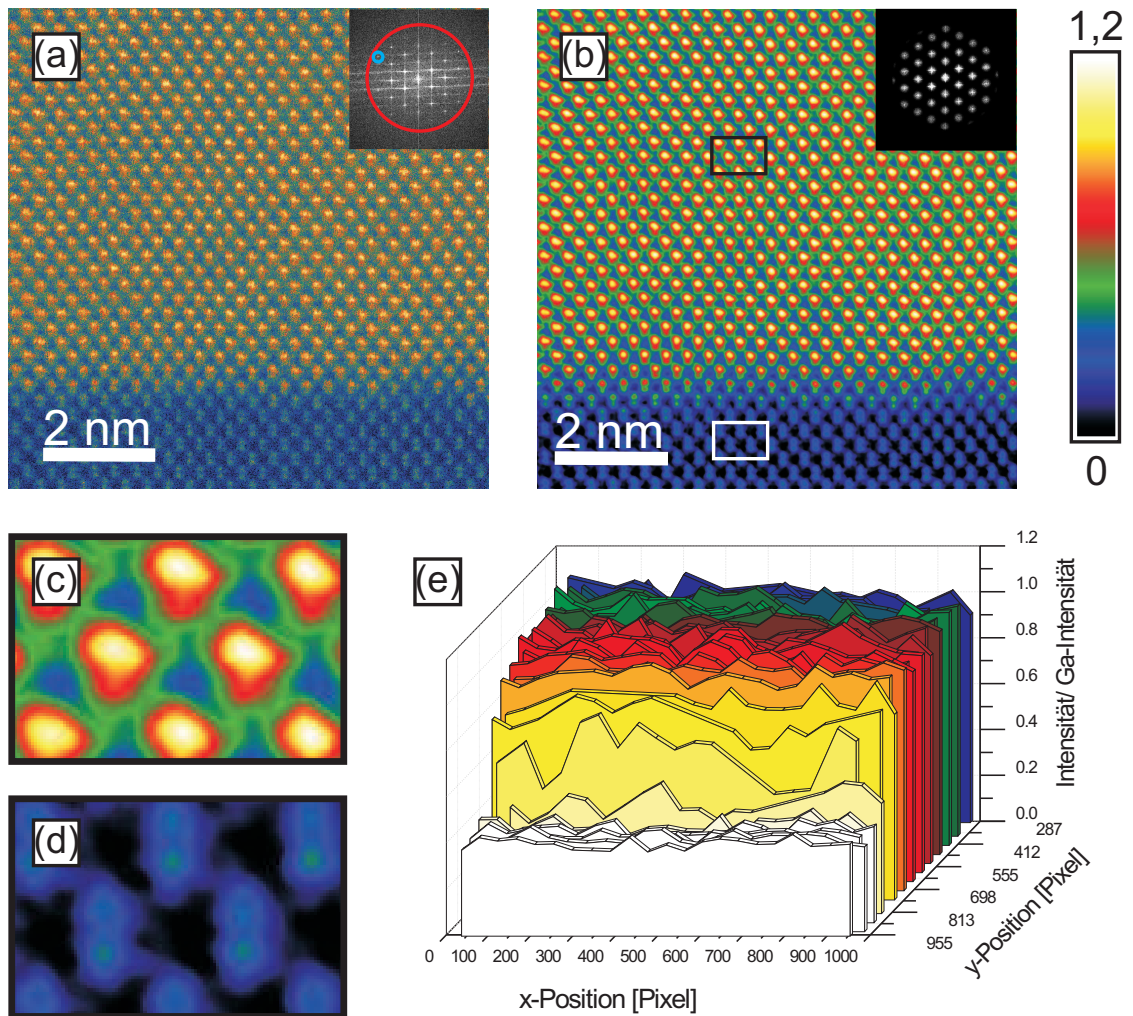 (a)
2 nm
(b)
2 nm
1,2
0
(c)
(d)
(e)
1.2
1.0
0.8
0.6
0.4
0.2
0.0
Intensität/ Ga-Intensität
287
412
555
698
813
955
y-Position [Pixel]
0 100 200 300 400 500 600 700 800 900 1000
x-Position [Pixel]